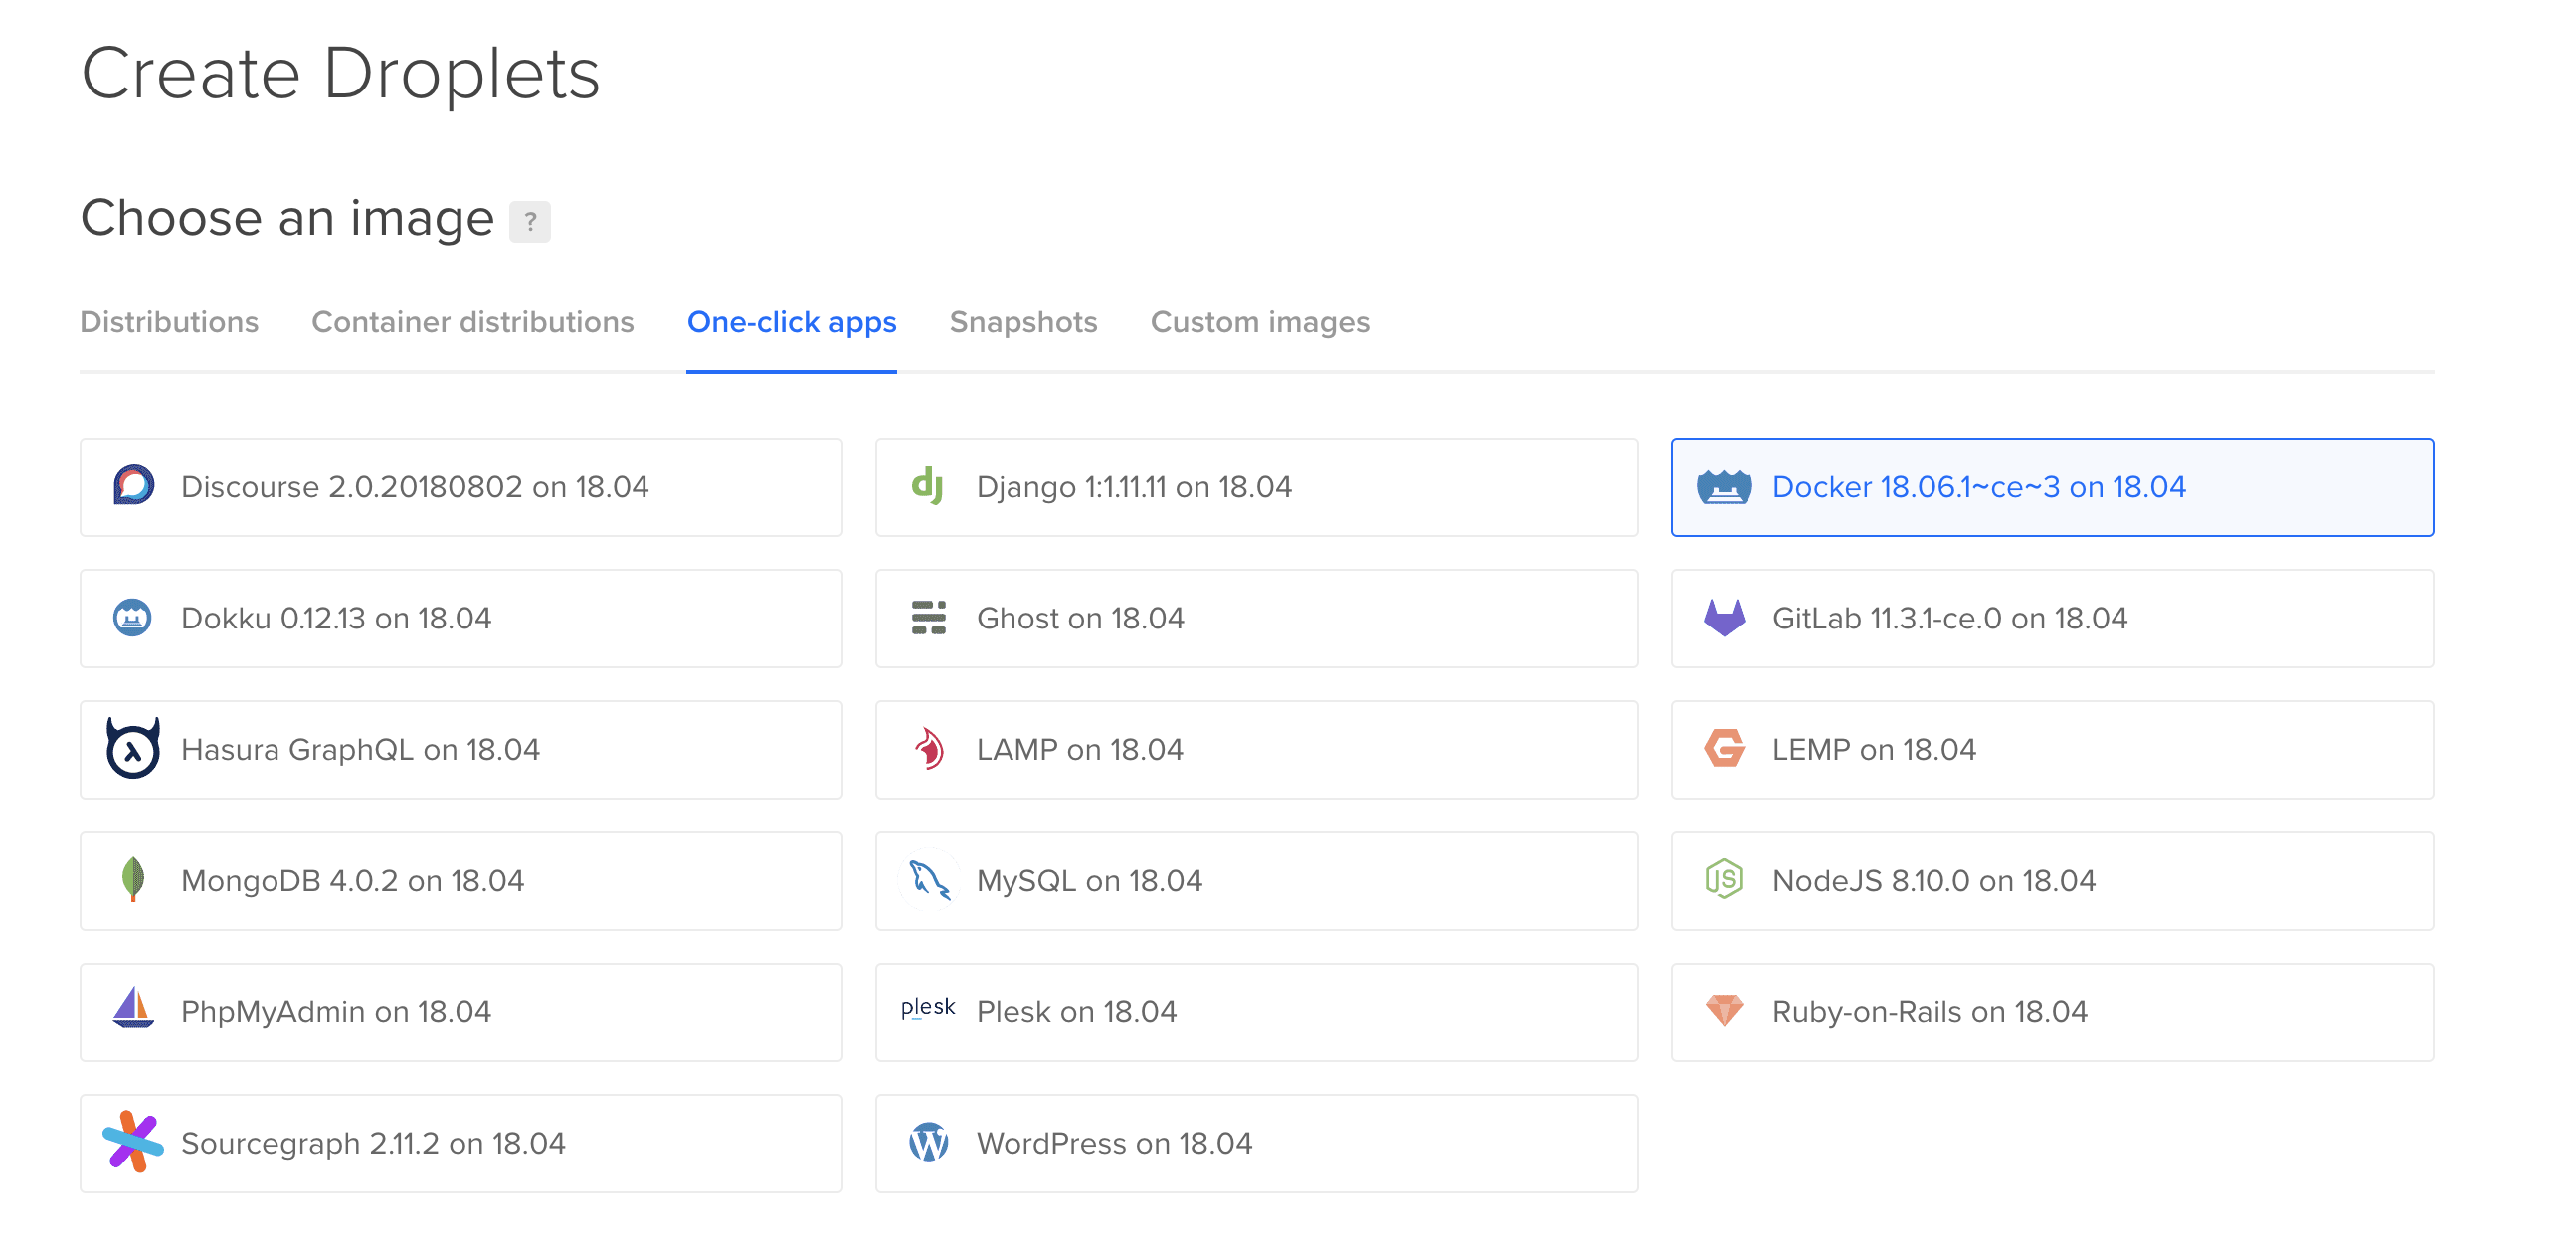 Create Droplets
Choose an image ?
Distributions Container distributions One-click apps Snapshots Custom images
Discourse 2.0.20180802 on 18.04
dj Django 1:1.11.11 on 18.04
Docker 18.06.1~ce~3 on 18.04
Dokku 0.12.13 on 18.04
Ghost on 18.04
GitLab 11.3.1-ce.0 on 18.04
Hasura GraphQL on 18.04
LAMP on 18.04
LEMP on 18.04
MongoDB 4.0.2 on 18.04
MySQL on 18.04
JS NodeJS 8.10.0 on 18.04
PhpMyAdmin on 18.04
plesk Plesk on 18.04
Ruby-on-Rails on 18.04
Sourcegraph 2.11.2 on 18.04
W WordPress on 18.04